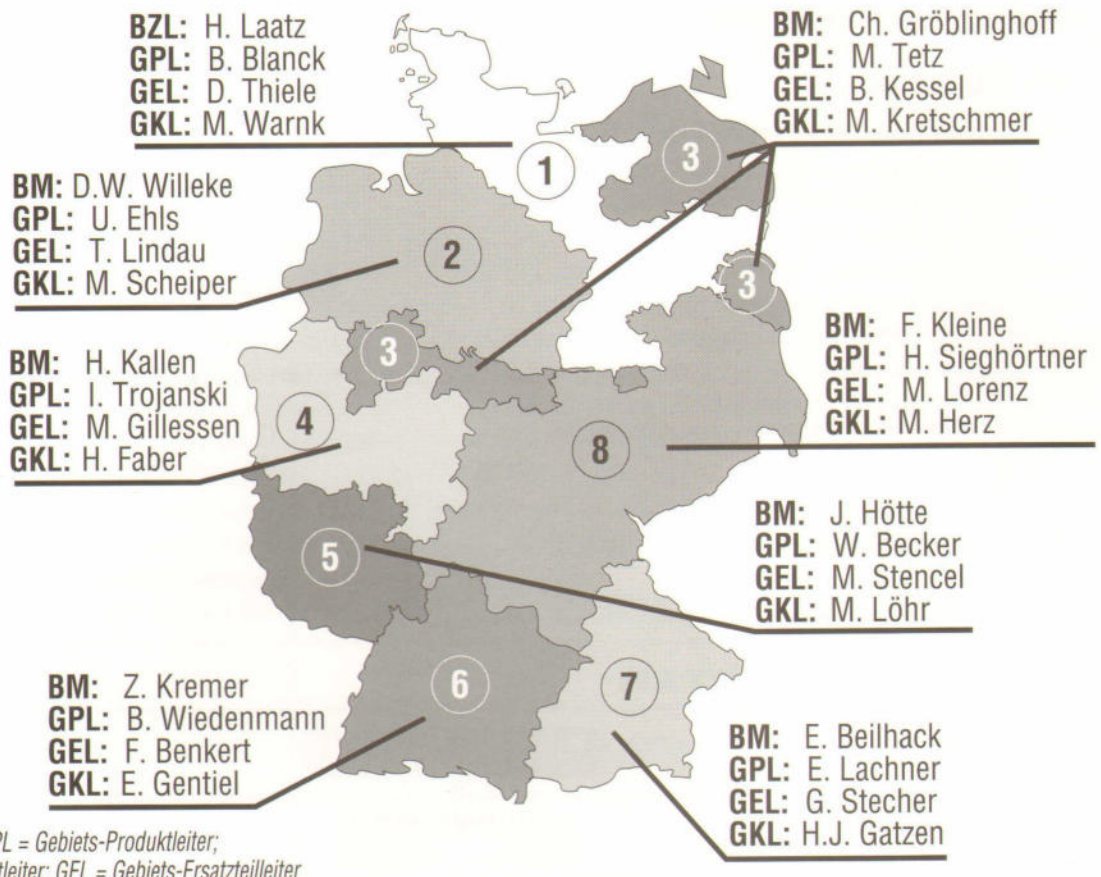 BZL: H. Laatz
GPL: B. Blanck
GEL: D. Thiele
GKL: M. Warnk
BM: Ch. Gröblinghoff
GPL: M. Tetz
GEL: B. Kessel
GKL: M. Kretschmer
BM: D.W. Willeke
GPL: U. Ehls
GEL: T. Lindau
GKL: M. Scheiper
BM: H. Kallen
GPL: I. Trojanski
GEL: M. Gillessen
GKL: H. Faber
BM: F. Kleine
GPL: H. Sieghörtner
GEL: M. Lorenz
GKL: M. Herz
BM: J. Hötte
GPL: W. Becker
GEL: M. Stencel
GKL: M. Löhr
BM: Z. Kremer
GPL: B. Wiedenmann
GEL: F. Benkert
GKL: E. Gentiel
BM: E. Beilhack
GPL: E. Lachner
GEL: G. Stecher
GKL: H.J. Gatzen
1
3
2
3
3
4
8
5
6
7
PL = Gebiets-Produktleiter;
tleiter; GEL = Gebiets-Ersatzteilleiter